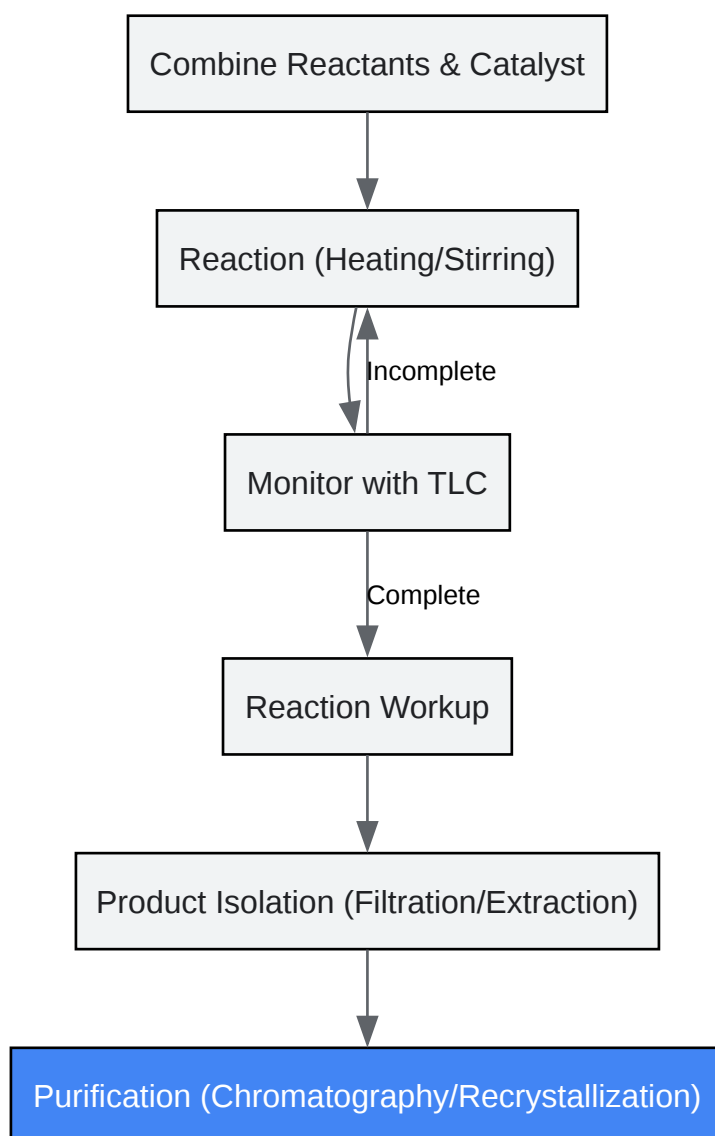 Combine Reactants & Catalyst
Reaction (Heating/Stirring)
Incomplete
Monitor with TLC
Complete
Reaction Workup
Product Isolation (Filtration/Extraction)
Purification (Chromatography/Recrystallization)